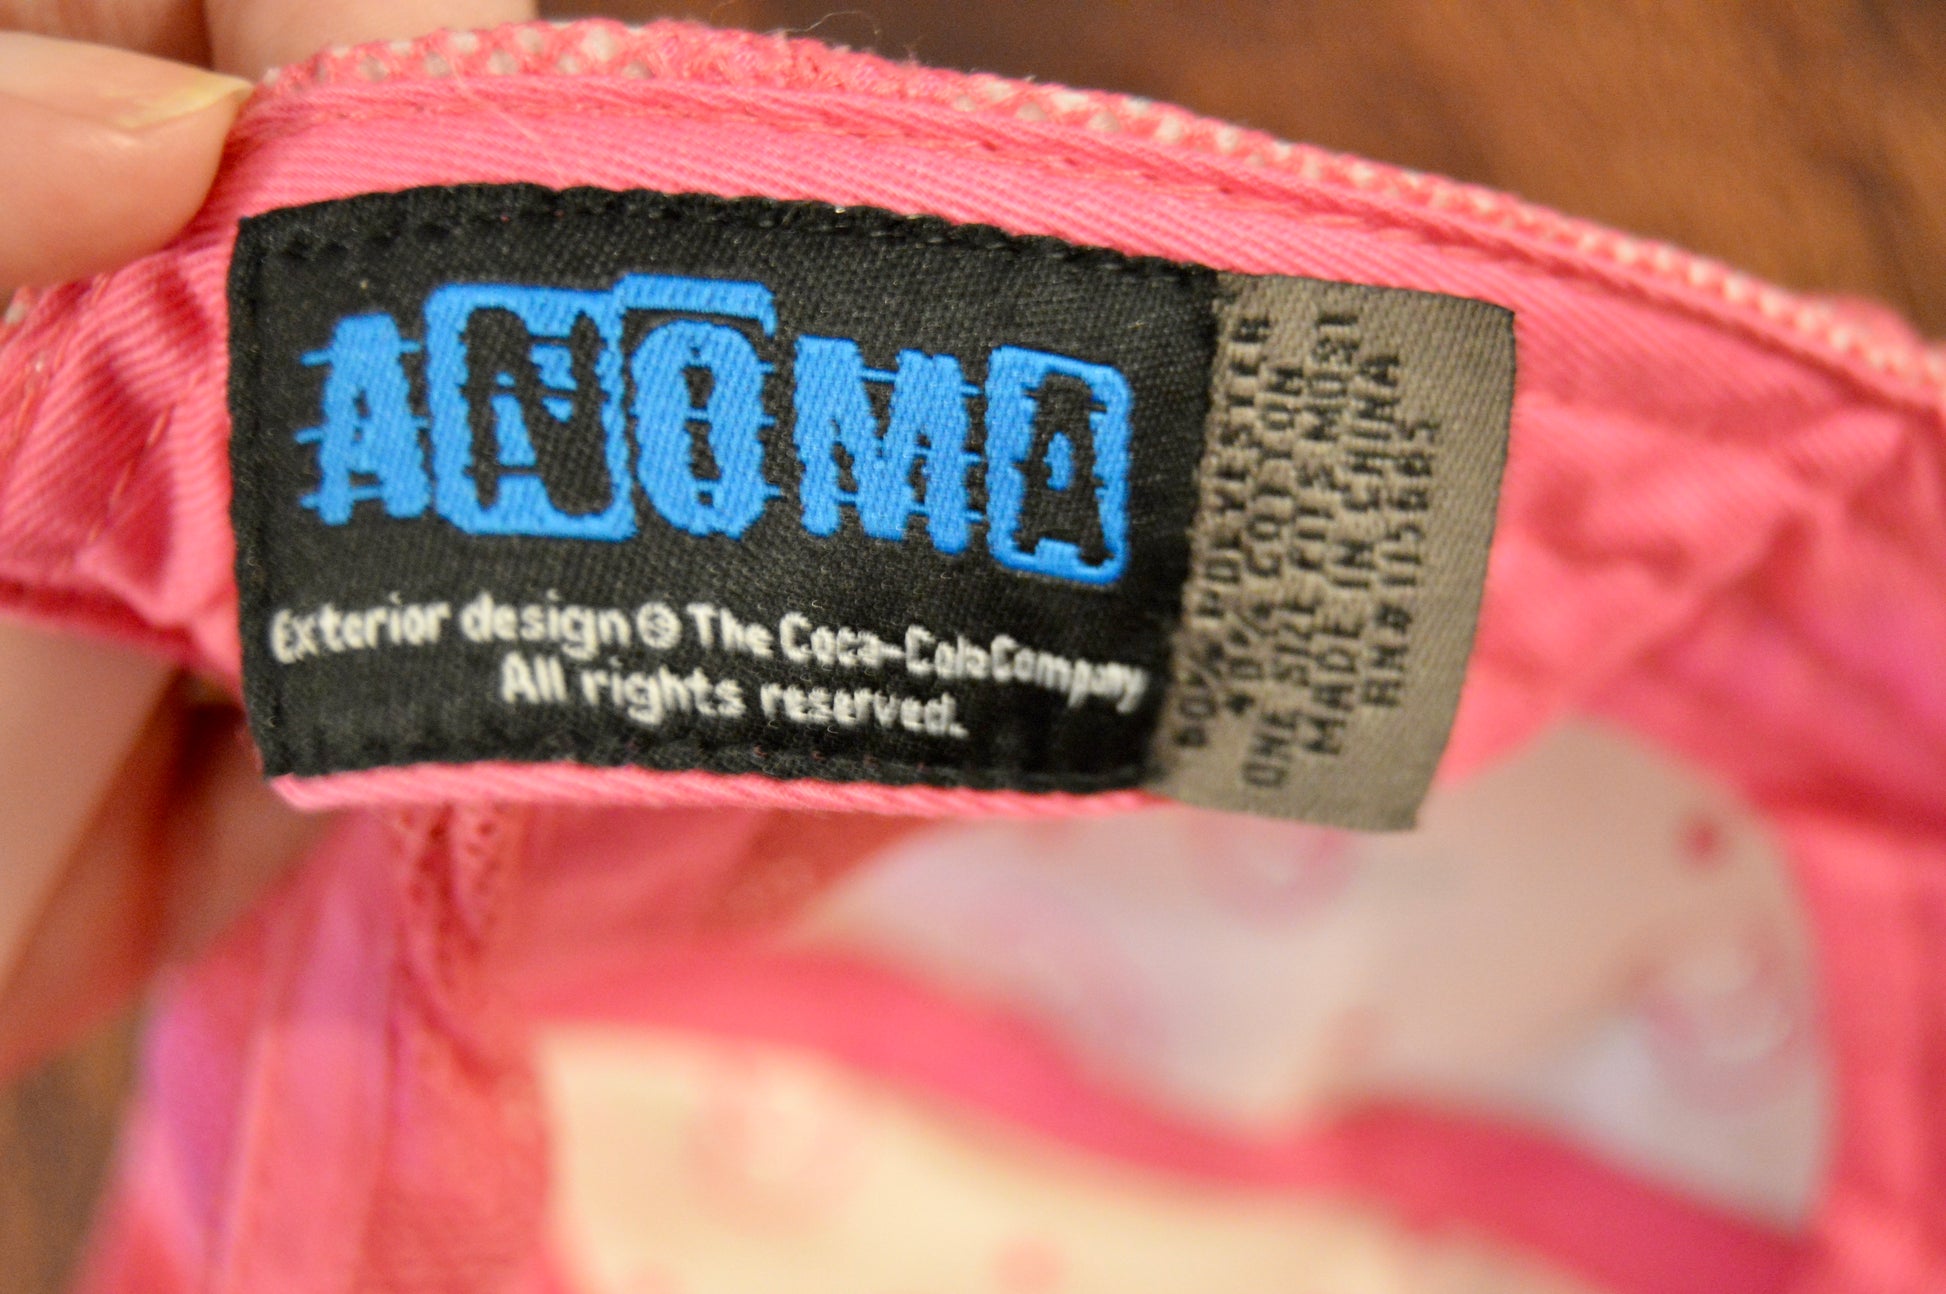 ANOMA
Exterior design © The Coca-Cola Company
All rights reserved.
60% POLYESTER
40% COTTON
ONE SIZE FITS MOST
MADE IN CHINA
RN# 115685